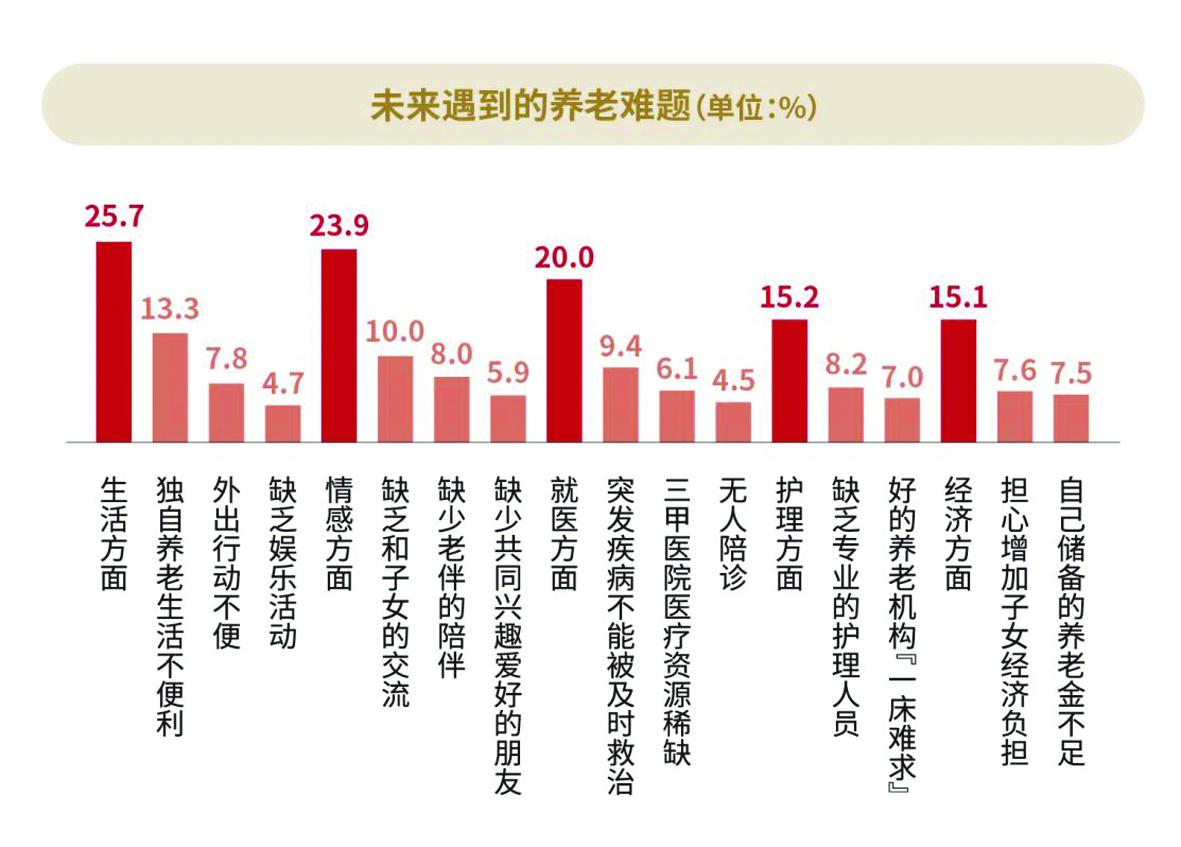 未来遇到的养老难题(单位:%)
25.7
13.3
7.8
4.7
23.9
10.0
8.0
5.9
20.0
9.4
6.1
4.5
15.2
8.2
7.0
15.1
7.6
7.5
生活方面
独自养老生活不便利
外出行动不便
缺乏娱乐活动
情感方面
缺乏和子女的交流
缺少老伴的陪伴
缺少共同兴趣爱好的朋友
就医方面
突发疾病不能被及时救治
三甲医院医疗资源稀缺
无人陪诊
护理方面
缺乏专业的护理人员
好的养老机构『一床难求』
经济方面
担心增加子女经济负担
自己储备的养老金不足